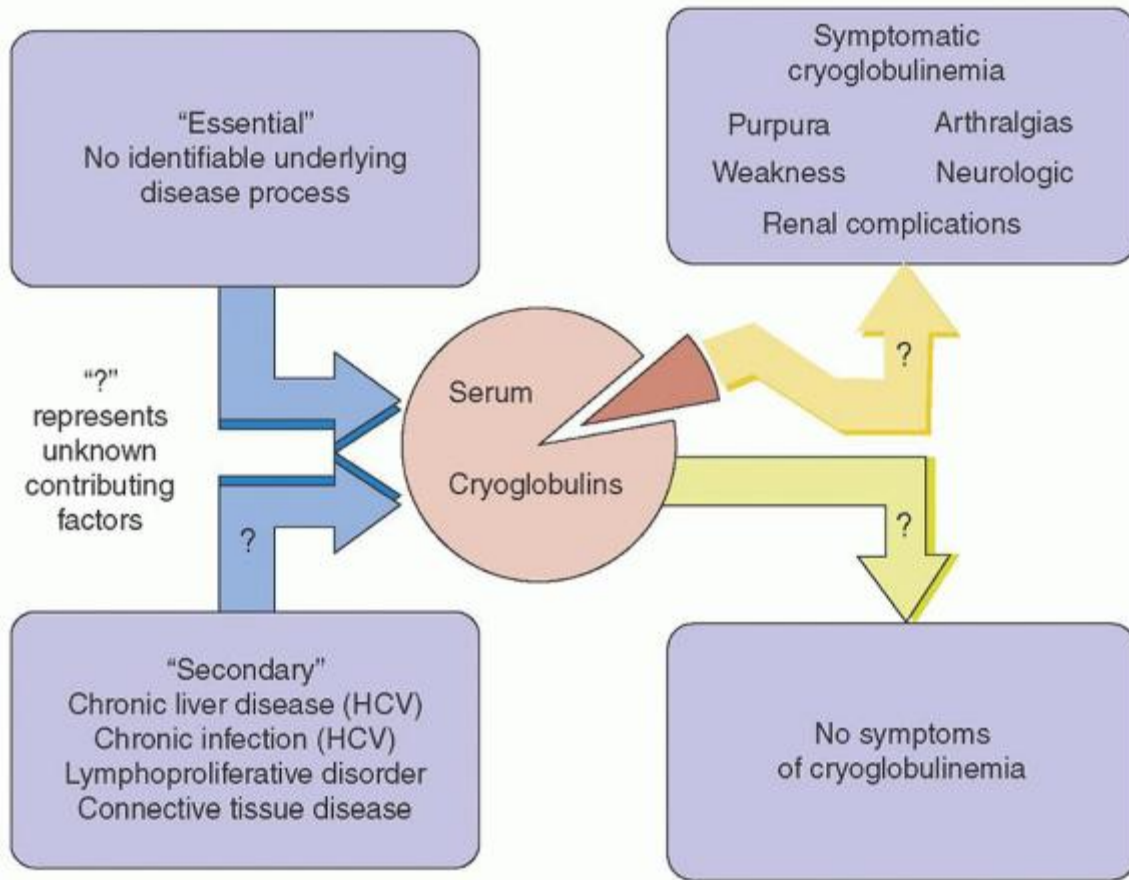 “Essential”
No identifiable underlying
disease process
Symptomatic
cryoglobulinemia
Purpura Arthralgias
Weakness Neurologic
Renal complications
“?”
represents
unknown
contributing
factors
?
Serum
Cryoglobulins
?
?
“Secondary”
Chronic liver disease (HCV)
Chronic infection (HCV)
Lymphoproliferative disorder
Connective tissue disease
No symptoms
of cryoglobulinemia